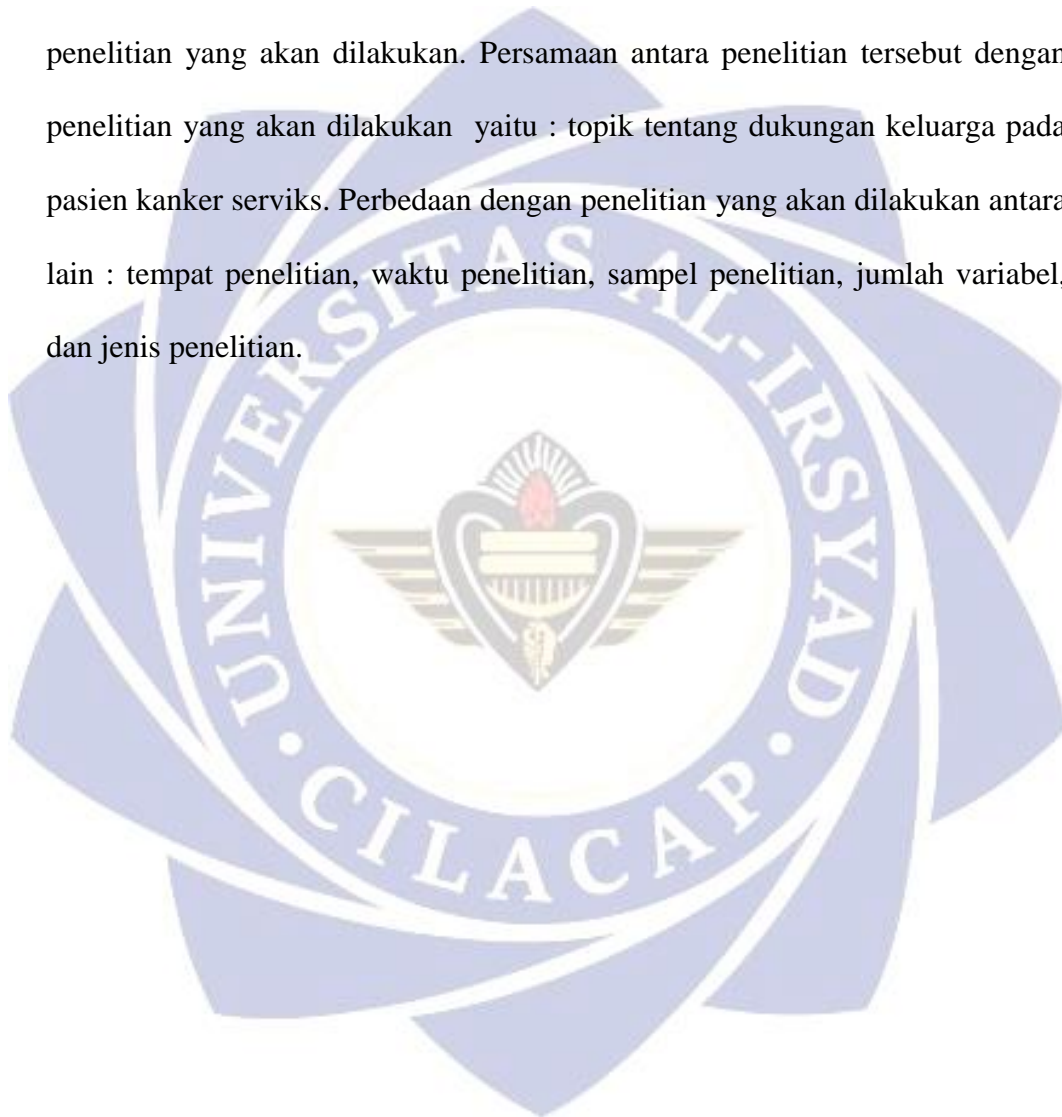 penelitian yang akan dilakukan. Persamaan antara penelitian tersebut dengan
penelitian yang akan dilakukan yaitu : topik tentang dukungan keluarga pada
pasien kanker serviks. Perbedaan dengan penelitian yang akan dilakukan antara
lain : tempat penelitian, waktu penelitian, sampel penelitian, jumlah variabel,
dan jenis penelitian.
UNIVERSITAS AL-IRSYAD
• CILACAP •